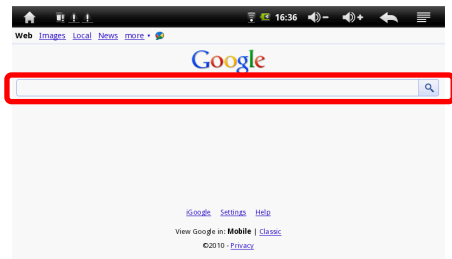 16:36
Web Images Local News more
Google
iGoogle Settings Help
View Google in: Mobile | Classic
©2010 - Privacy